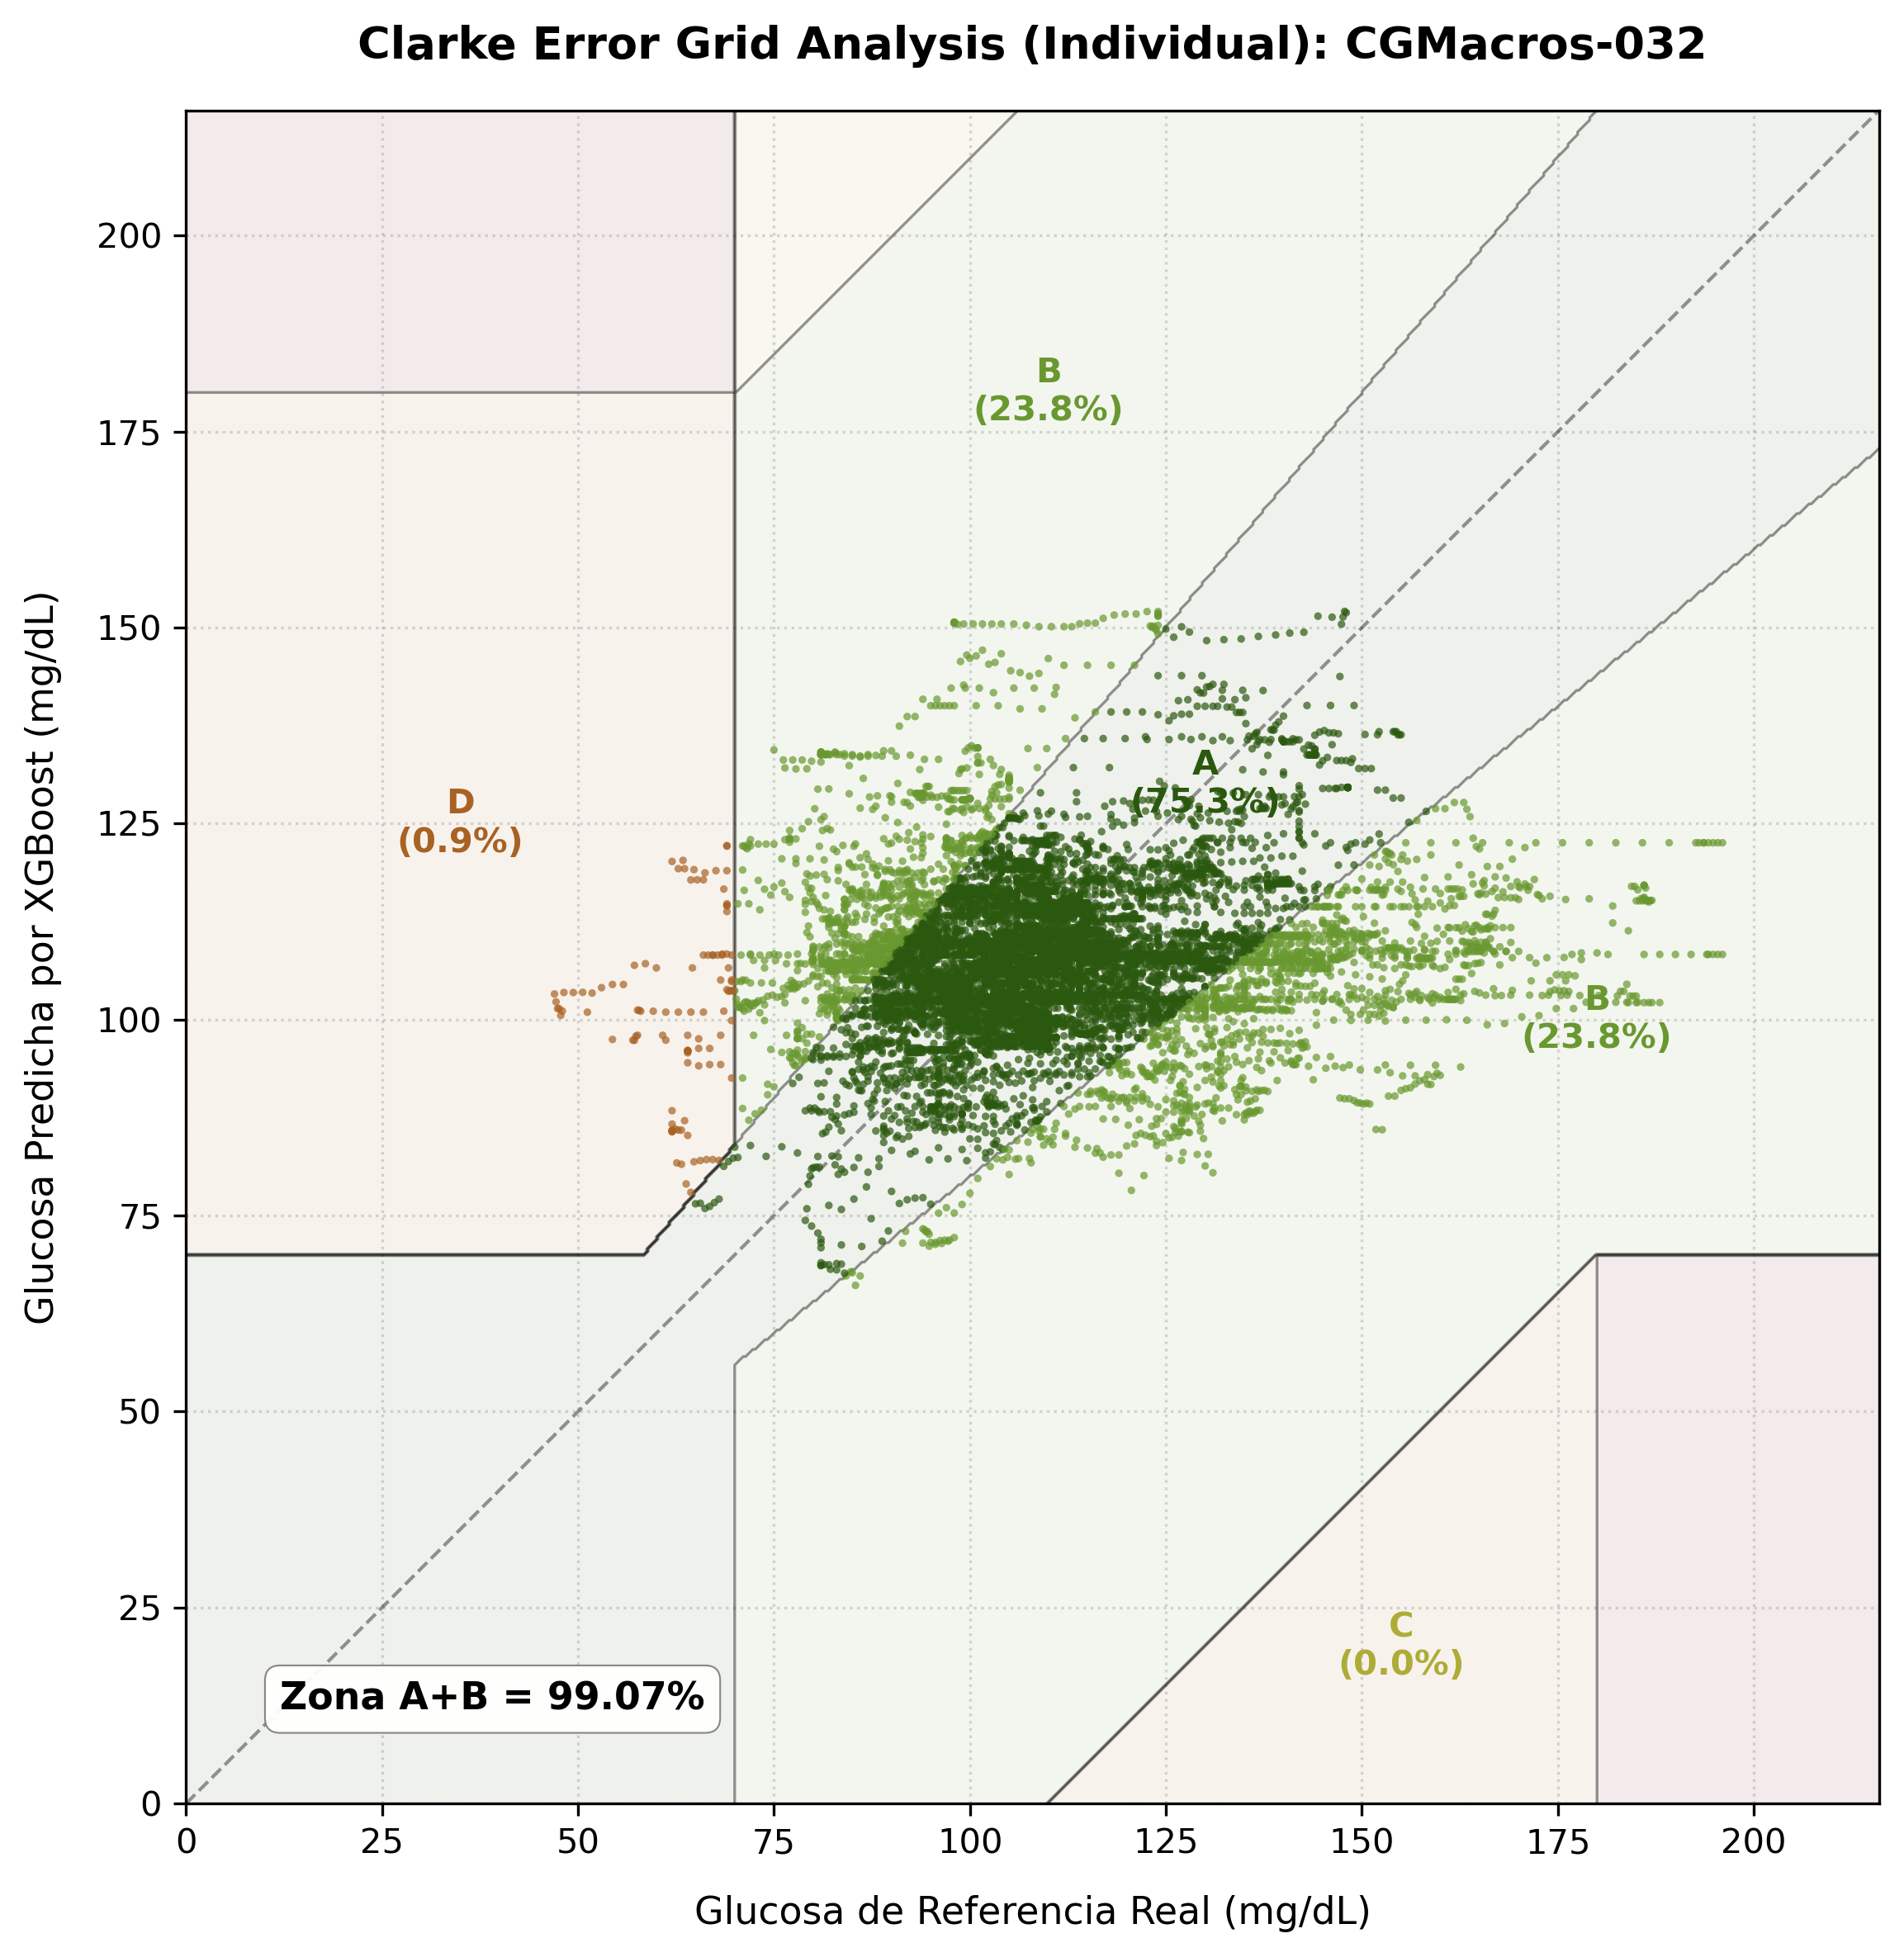 Clarke Error Grid Analysis (Individual): CGMacros-032
Glucosa Predicha por XGBoost (mg/dL)
200
175
150
125
100
75
50
25
0
B
(23.8%)
A
(75.3%)
D
(0.9%)
B
(23.8%)
C
(0.0%)
Zona A+B = 99.07%
0 25 50 75 100 125 150 175 200
Glucosa de Referencia Real (mg/dL)